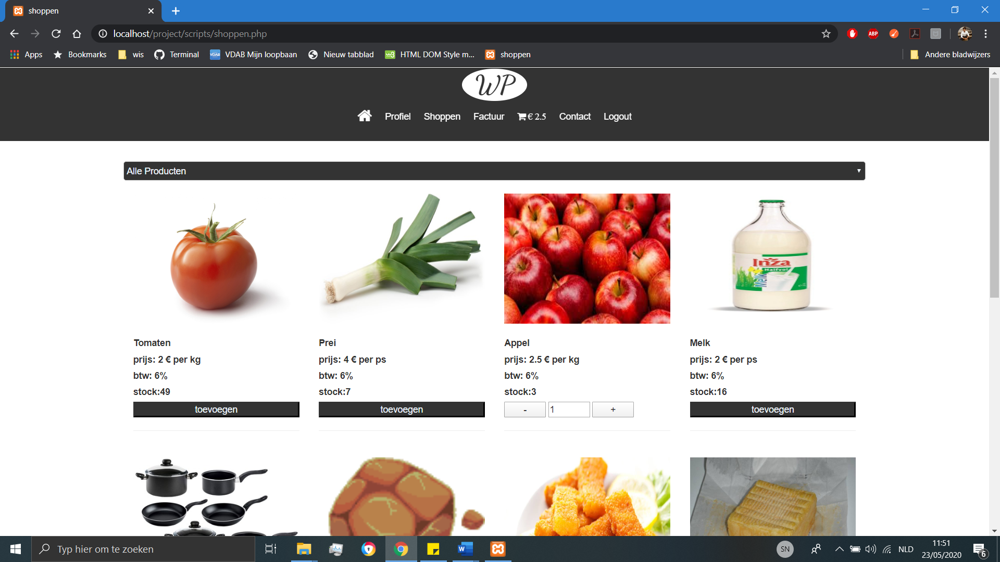 shoppen
localhost/project/scripts/shoppen.php
ABP
Apps
Bookmarks
wis
Terminal
VDAB
VDAB Mijn loopbaan
Nieuw tabblad
HTML DOM Style m...
shoppen
Andere bladwijzers
WP
Profiel
Shoppen
Factuur
€ 2.5
Contact
Logout
Alle Producten
Inza
Halfvol
Melk
Tomaten
Prei
Appel
Melk
prijs: 2 € per kg
prijs: 4 € per ps
prijs: 2.5 € per kg
prijs: 2 € per ps
btw: 6%
btw: 6%
btw: 6%
btw: 6%
stock:49
stock:7
stock:3
stock:16
toevoegen
toevoegen
-
1
+
toevoegen
Typ hier om te zoeken
W
SN
NLD
11:51
23/05/2020
6